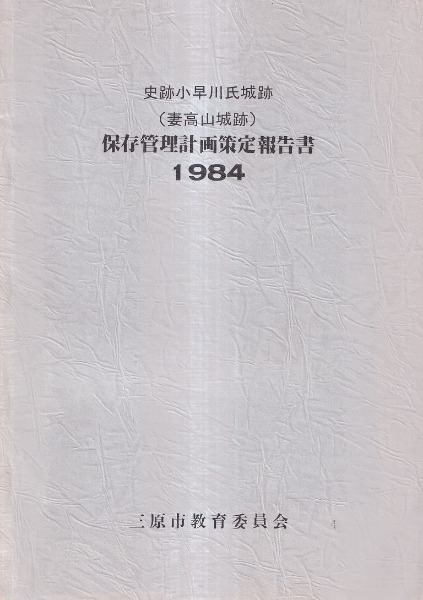 史跡小早川氏城跡
（妻高山城跡）
保存管理計画策定報告書
1984
三原市教育委員会